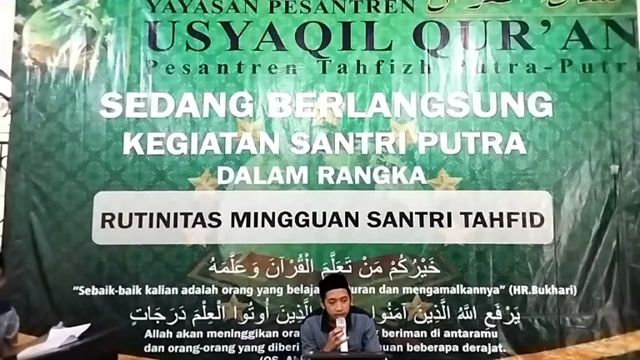 YAYASAN PESANTREN
USYAQIL QUR'AN
Pesantren Tahfizh Putra-Putri
SEDANG BERLANGSUNG
KEGIATAN SANTRI PUTRA
DALAM RANGKA
RUTINITAS MINGGUAN SANTRI TAHFID
خَيْرُكُمْ مَنْ تَعَلَّمَ الْقُرْآنَ وَعَلَّمَهُ
"Sebaik-baik kalian adalah orang yang belaja uran dan mengamalkannya" (HR.Bukhari)
يَرْفَعِ اللَّهُ الَّذِينَ آمَنُوا الَّذِينَ أُوتُوا الْعِلْمَ دَرَجَاتٍ
Allah akan meninggikan ora g beriman di antaramu
dan orang-orang yang diberi uan beberapa derajat.